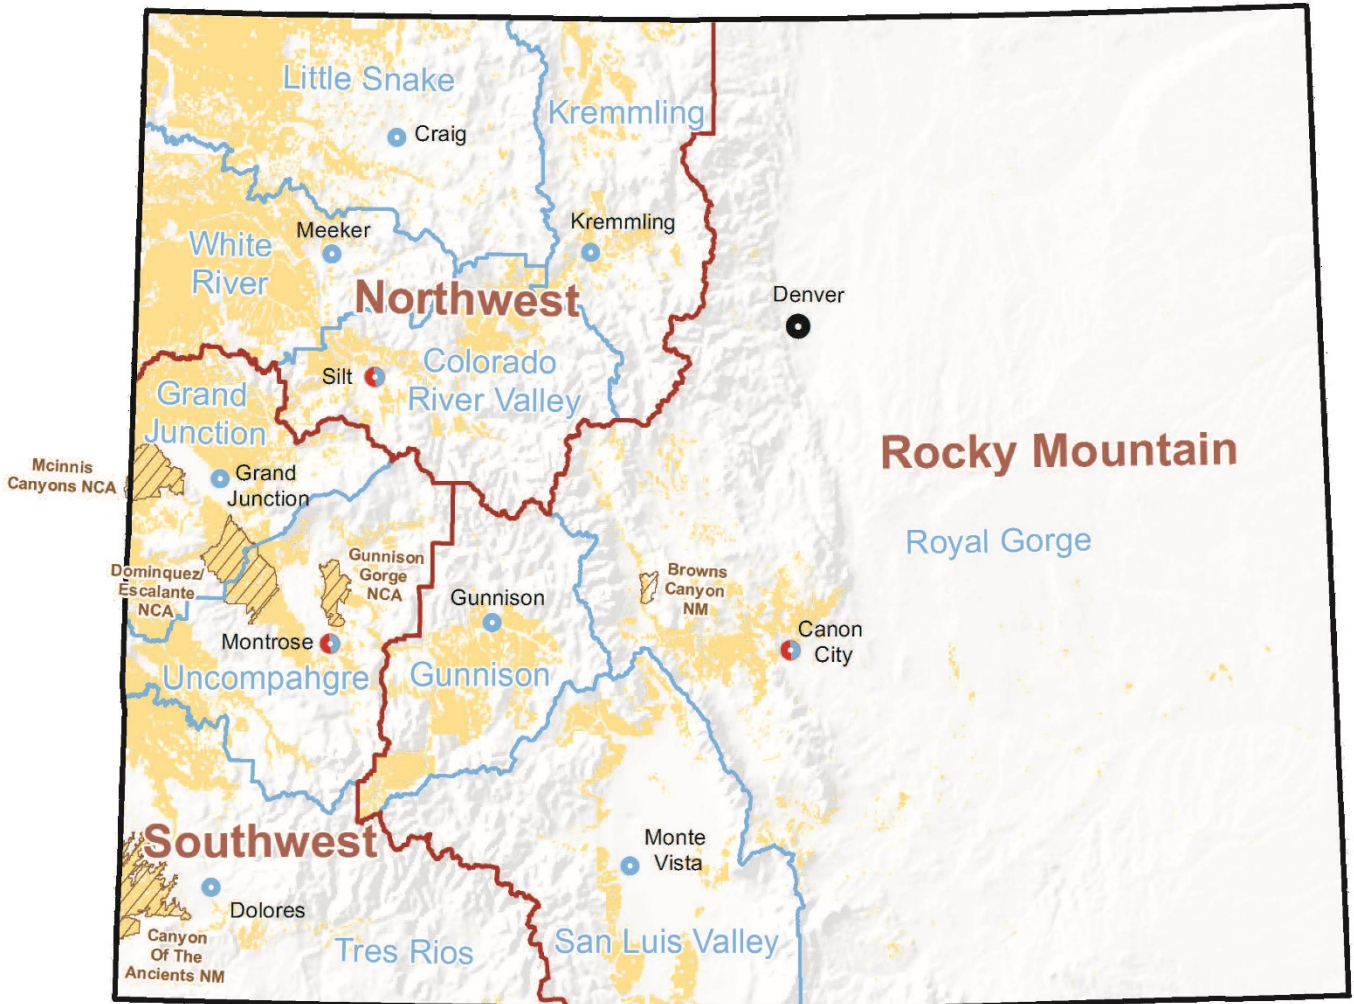 Little Snake
Kremmling
Craig
Meeker
Kremmling
White
River
Northwest
Denver
Silt
Colorado
River Valley
Grand
Junction
Rocky Mountain
Mcinnis
Canyons NCA
Grand
Junction
Royal Gorge
Gunnison
Gorge
NCA
Dominquez/
Escalante
NCA
Browns
Canyon
NM
Gunnison
Canon
City
Montrose
Uncompahgre
Gunnison
Southwest
Monte
Vista
Dolores
Canyon
Of The
Ancients NM
Tres Rios
San Luis Valley